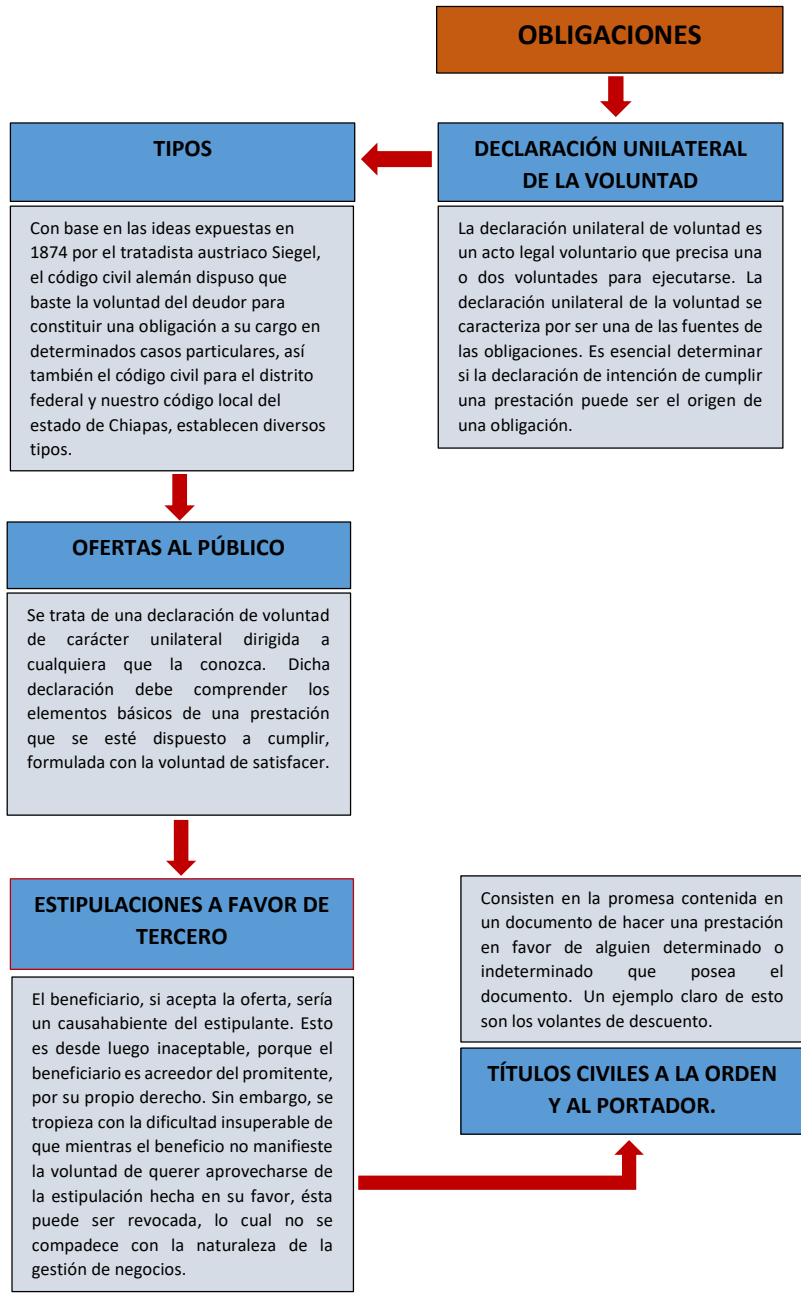 OBLIGACIONES
DECLARACIÓN UNILATERAL
DE LA VOLUNTAD
La declaración unilateral de voluntad es
un acto legal voluntario que precisa una
o dos voluntades para ejecutarse. La
declaración unilateral de la voluntad se
caracteriza por ser una de las fuentes de
las obligaciones. Es esencial determinar
si la declaración de intención de cumplir
una prestación puede ser el origen de
una obligación.
TIPOS
Con base en las ideas expuestas en
1874 por el tratadista austriaco Siegel,
el código civil alemán dispuso que
baste la voluntad del deudor para
constituir una obligación a su cargo en
determinados casos particulares, así
también el código civil para el distrito
federal y nuestro código local del
estado de Chiapas, establecen diversos
tipos.
OFERTAS AL PÚBLICO
Se trata de una declaración de voluntad
de carácter unilateral dirigida a
cualquiera que la conozca. Dicha
declaración debe comprender los
elementos básicos de una prestación
que se esté dispuesto a cumplir,
formulada con la voluntad de satisfacer.
ESTIPULACIONES A FAVOR DE
TERCERO
El beneficiario, si acepta la oferta, sería
un causahabiente del estipulante. Esto
es desde luego inaceptable, porque el
beneficiario es acreedor del promitente,
por su propio derecho. Sin embargo, se
tropieza con la dificultad insuperable de
que mientras el beneficio no manifieste
la voluntad de querer aprovecharse de
la estipulación hecha en su favor, ésta
puede ser revocada, lo cual no se
compadece con la naturaleza de la
gestión de negocios.
Consisten en la promesa contenida en
un documento de hacer una prestación
en favor de alguien determinado o
indeterminado que posea el
documento. Un ejemplo claro de esto
son los volantes de descuento.
TÍTULOS CIVILES A LA ORDEN
Y AL PORTADOR.